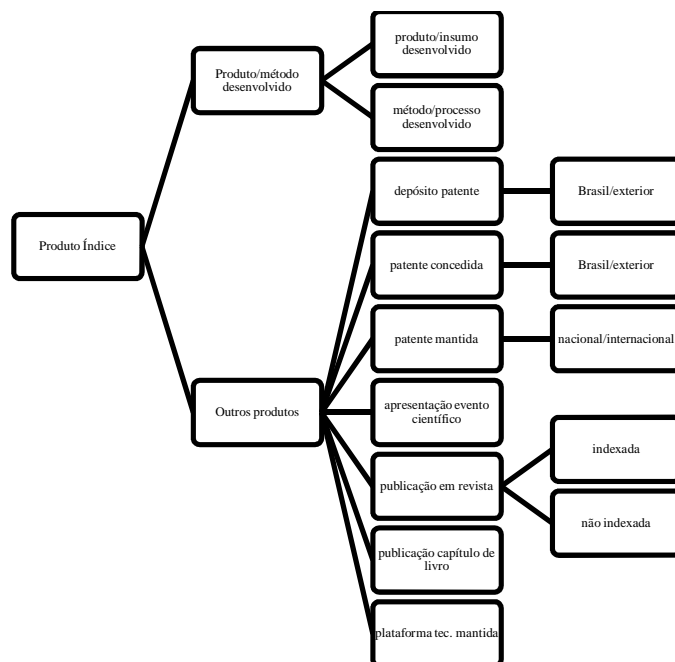 produto/insumo
desenvolvido
Produto/método
desenvolvido
método/processo
desenvolvido
depósito patente
Brasil/exterior
Produto Índice
patente concedida
Brasil/exterior
patente mantida
nacional/internacional
Outros produtos
apresentação evento
científico
indexada
publicação em revista
não indexada
publicação capítulo de
livro
plataforma tec. mantida